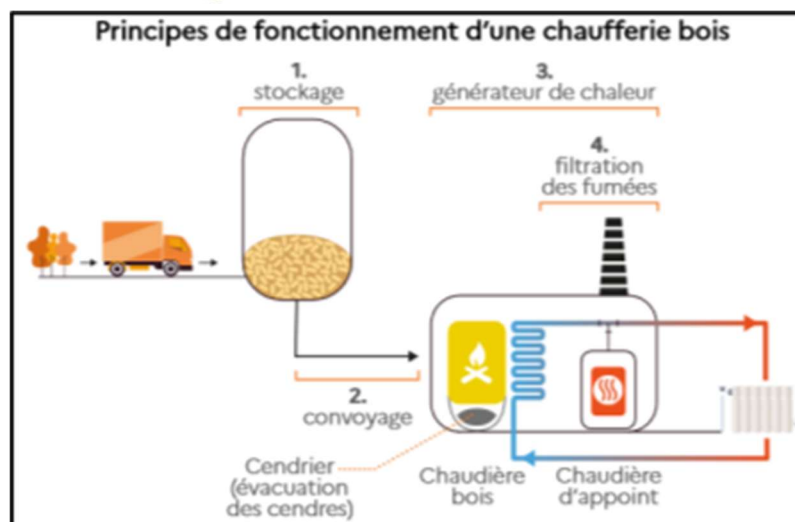 Principes de fonctionnement d'une chaufferie bois
1.
stockage
3.
générateur de chaleur
4.
filtration
des fumées
2.
convoyage
Cendrier
(évacuation
des cendres)
Chaudière
bois
Chaudière
d'appoint